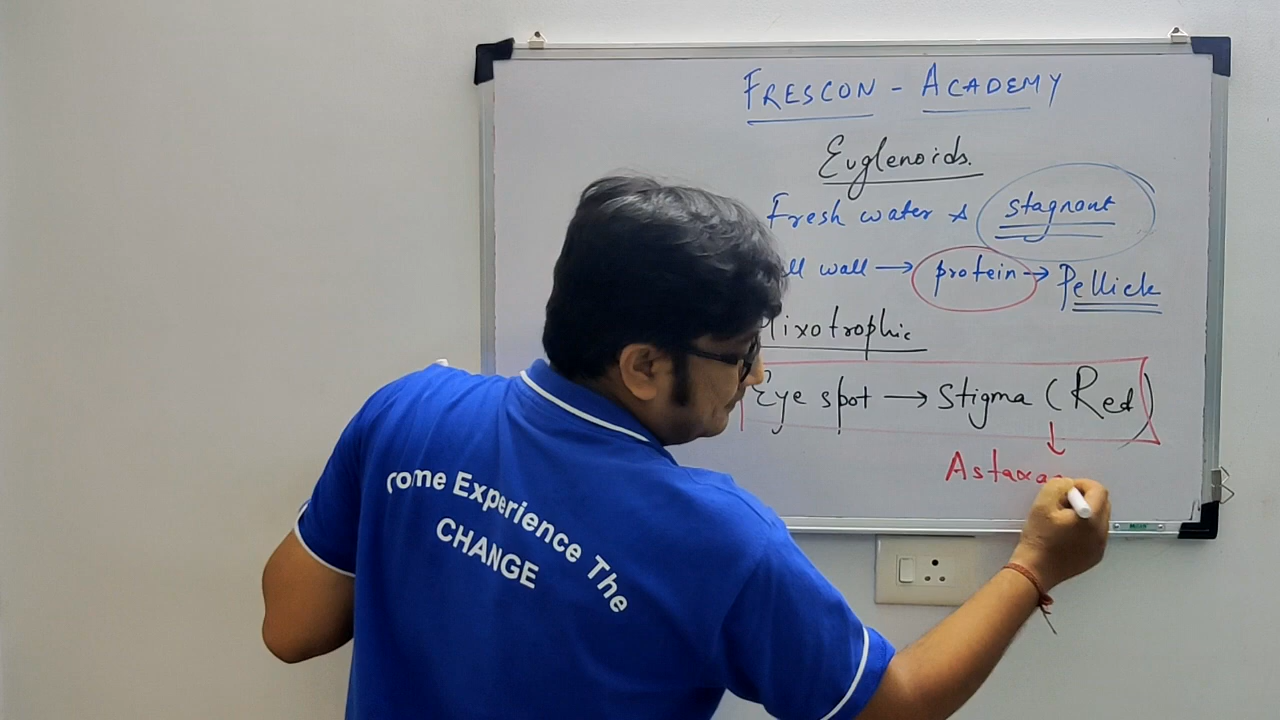 FRESCON - ACADEMY
Euglenoids.
Fresh water & stagnant
ll wall → protein → Pellicle
Mixotrophic
Eye spot → Stigma (Red)
↓
Astaxa
Come Experience The
CHANGE